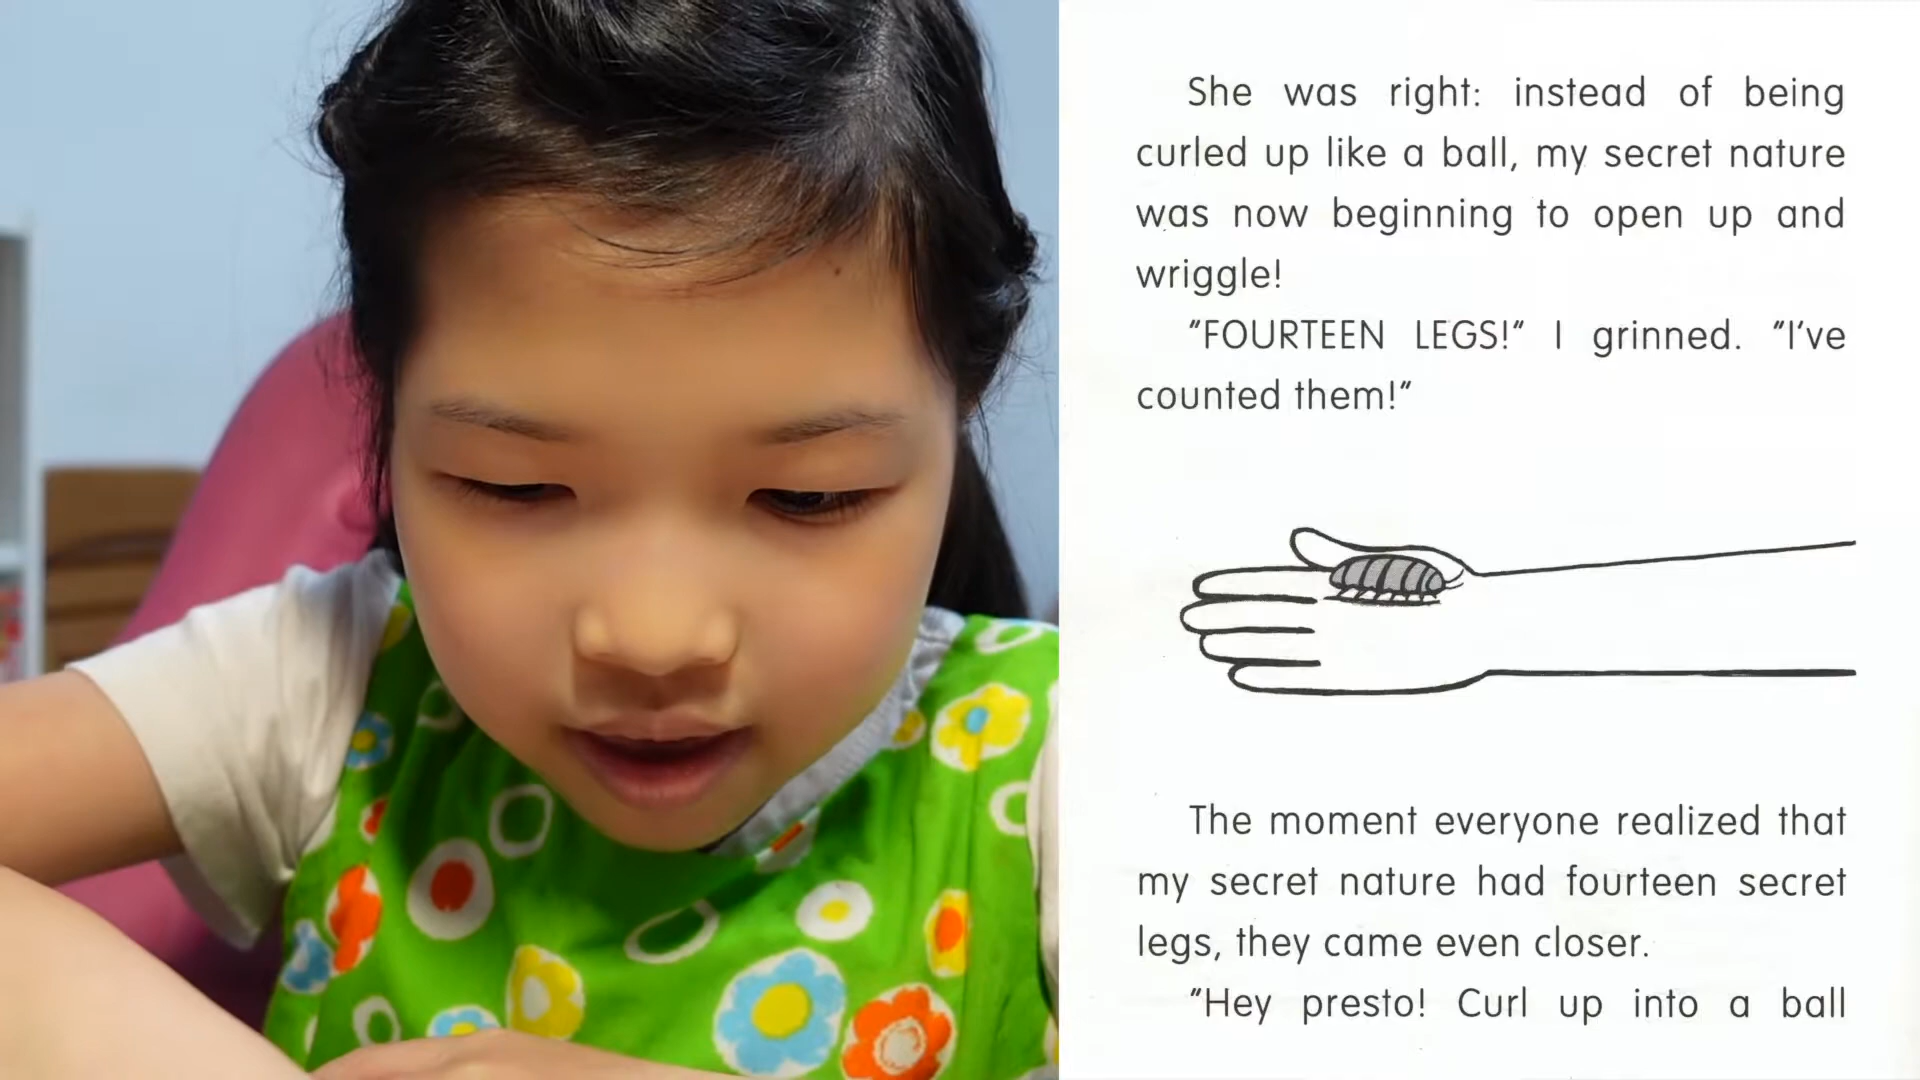 She was right: instead of being
curled up like a ball, my secret nature
was now beginning to open up and
wriggle!
"FOURTEEN LEGS!" I grinned. "I've
counted them!"
The moment everyone realized that
my secret nature had fourteen secret
legs, they came even closer.
"Hey presto! Curl up into a ball